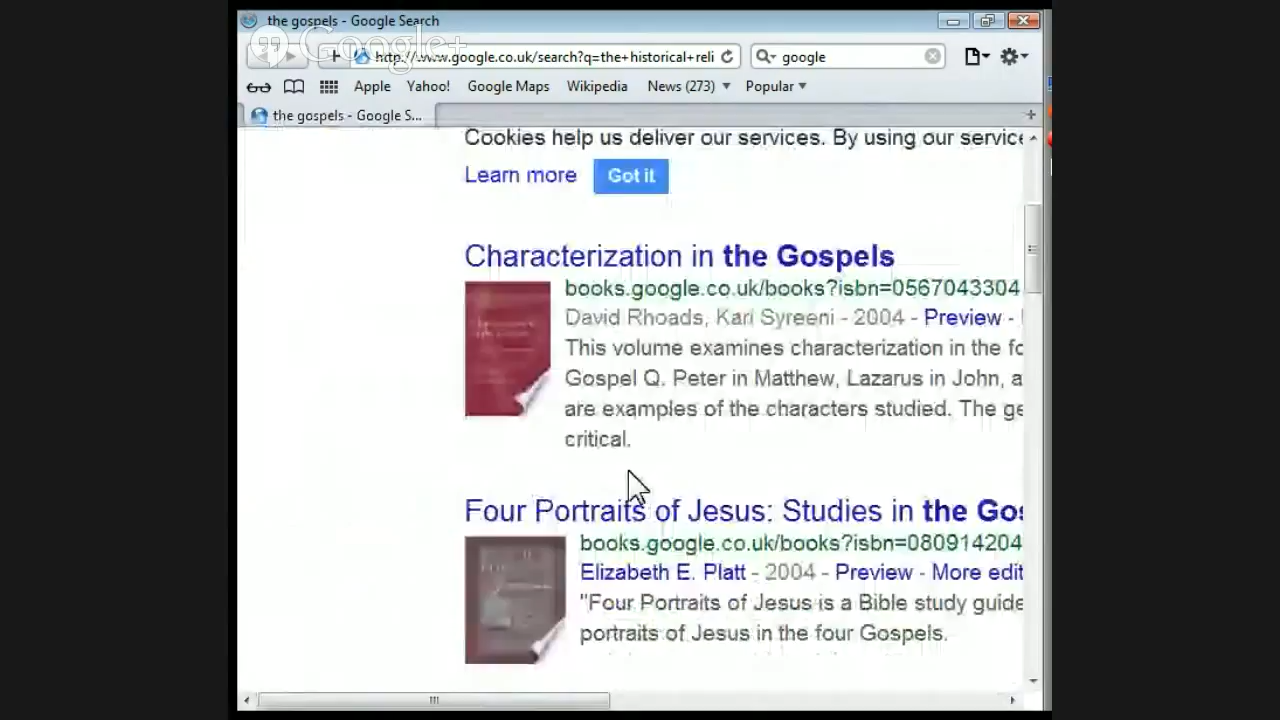 the gospels - Google Search
Google+
http://www.google.co.uk/search?q=the+historical+reli
google
Apple Yahoo! Google Maps Wikipedia News (273) Popular
the gospels - Google S...
Cookies help us deliver our services. By using our service
Learn more Got it
Characterization in the Gospels
books.google.co.uk/books?isbn=0567043304
David Rhoads, Kari Syreeni - 2004 - Preview -
This volume examines characterization in the fo
Gospel Q. Peter in Matthew, Lazarus in John, a
are examples of the characters studied. The ge
critical.
Four Portraits of Jesus: Studies in the Gos
books.google.co.uk/books?isbn=080914204
Elizabeth E. Platt - 2004 - Preview - More edit
"Four Portraits of Jesus is a Bible study guide
portraits of Jesus in the four Gospels.